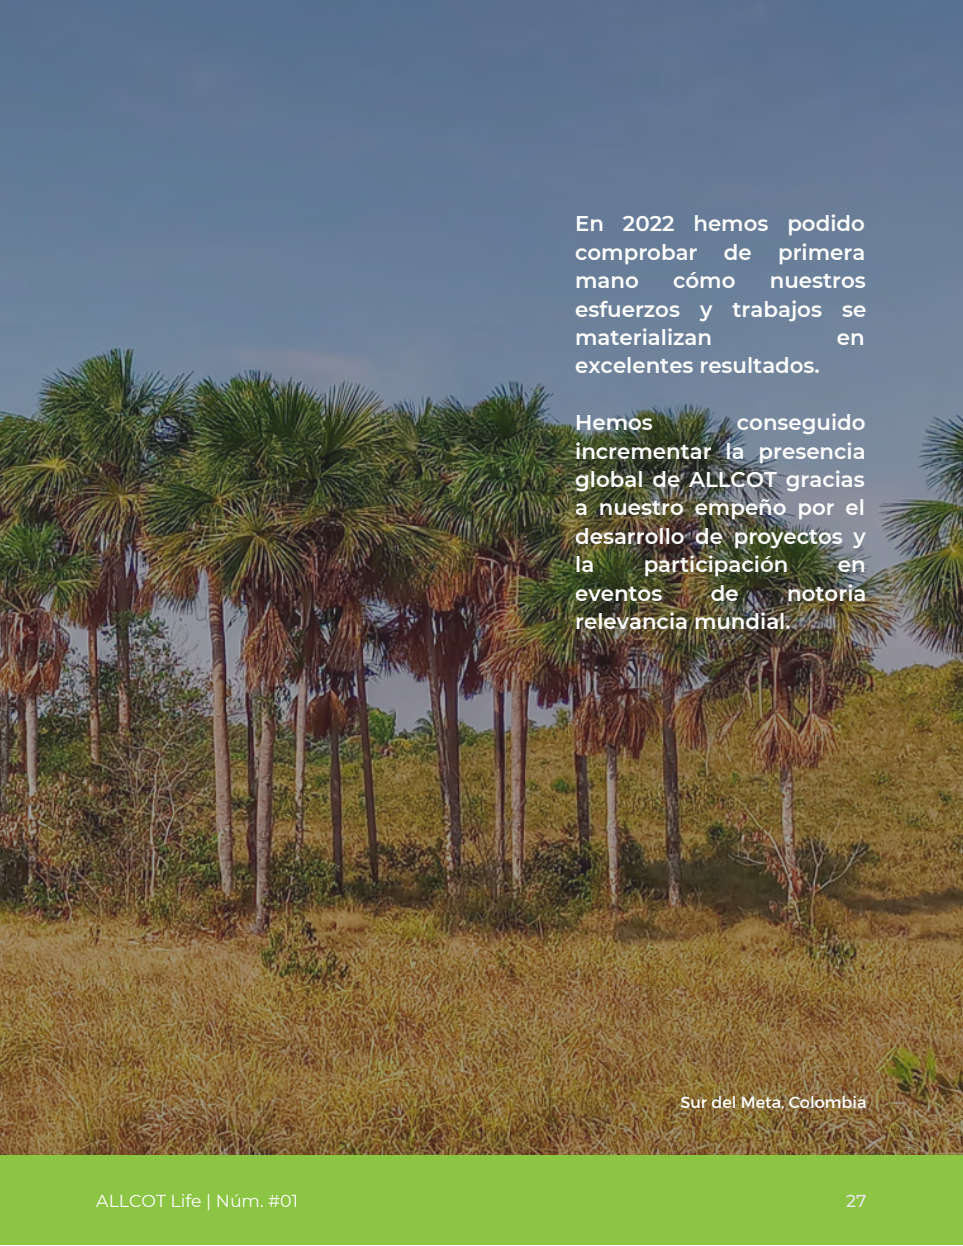 En 2022 hemos podido
comprobar de primera
mano cómo nuestros
esfuerzos y trabajos se
materializan en
excelentes resultados.
Hemos conseguido
incrementar la presencia
global de ALLCOT gracias
a nuestro empeño por el
desarrollo de proyectos y
la participación en
eventos de notoria
relevancia mundial.
Sur del Meta, Colombia
ALLCOT Life | Núm. #01
27